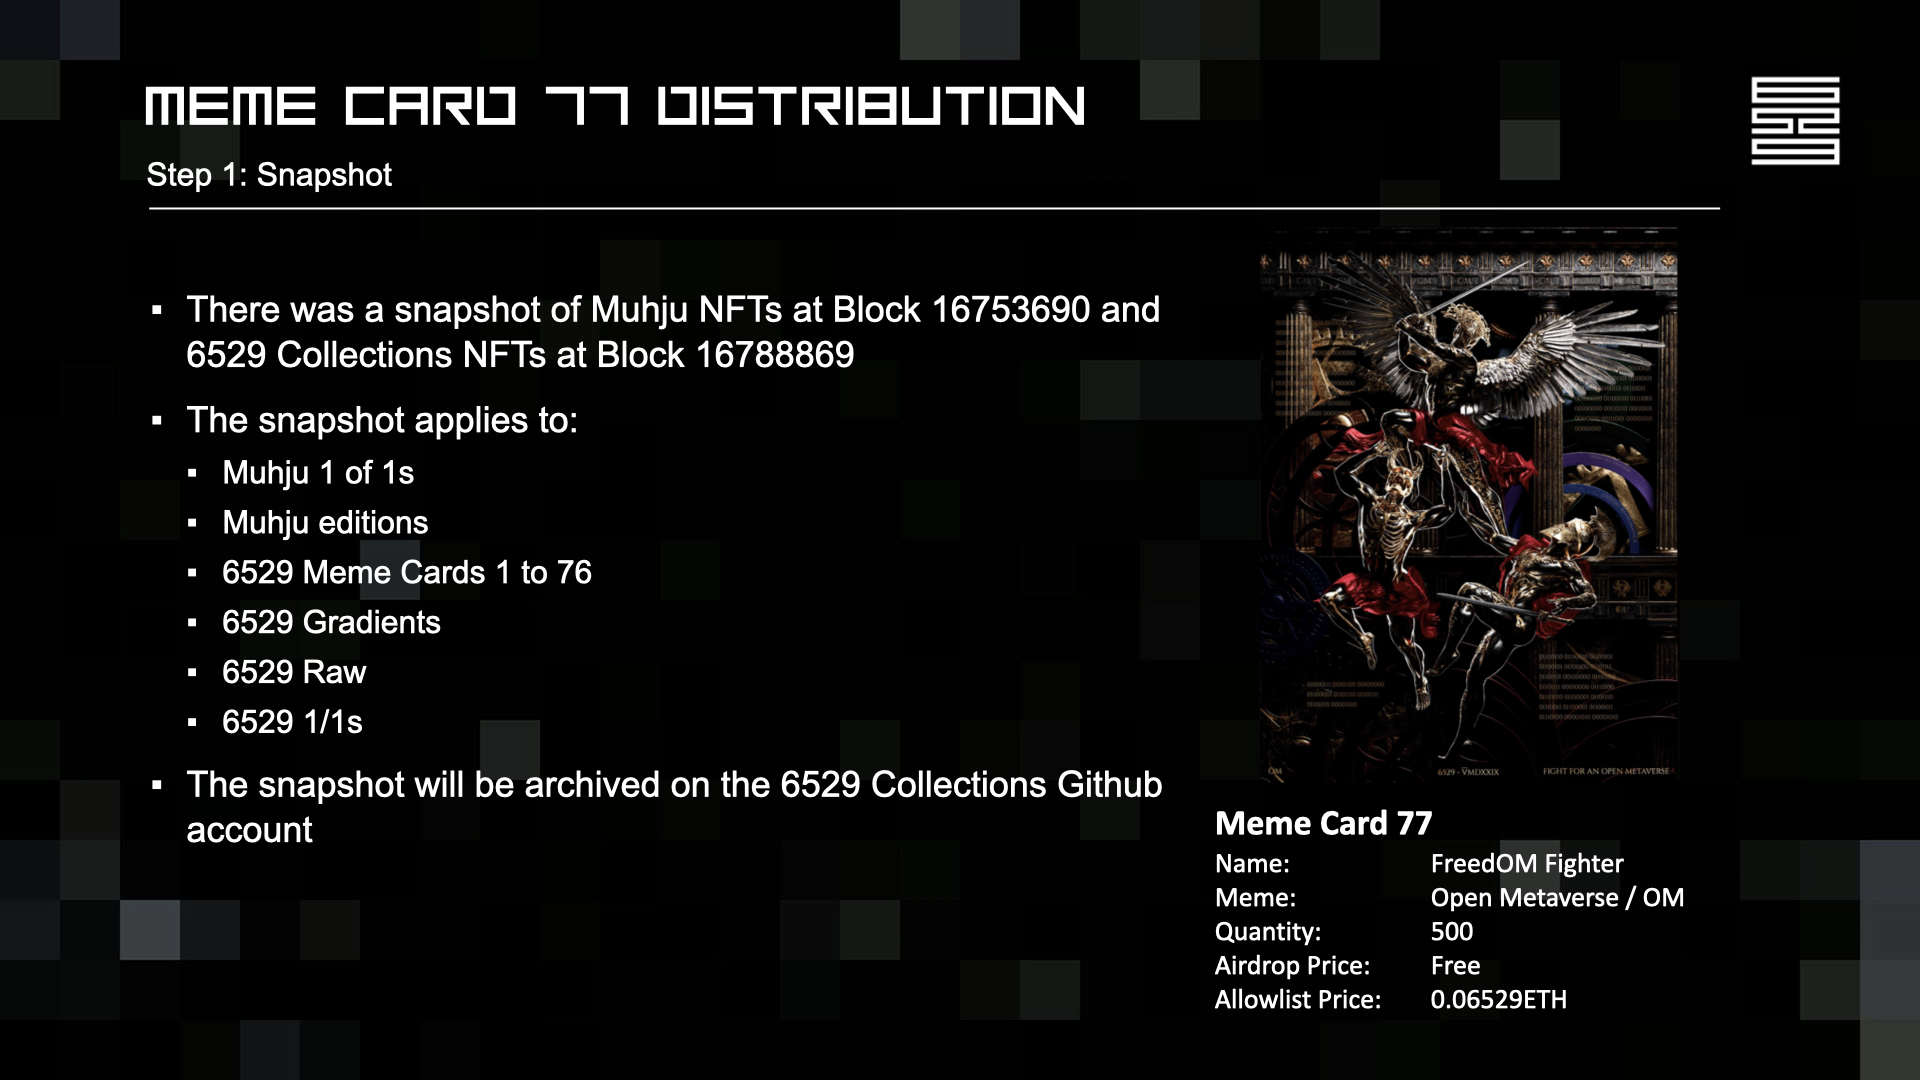 MEME CARD 77 DISTRIBUTION
Step 1: Snapshot
▪ There was a snapshot of Muhju NFTs at Block 16753690 and
6529 Collections NFTs at Block 16788869
▪ The snapshot applies to:
▪ Muhju 1 of 1s
▪ Muhju editions
▪ 6529 Meme Cards 1 to 76
▪ 6529 Gradients
▪ 6529 Raw
▪ 6529 1/1s
▪ The snapshot will be archived on the 6529 Collections Github
account
OM
6529 - VMDXXIX
FIGHT FOR AN OPEN METAVERSE
Meme Card 77
Name: FreedOM Fighter
Meme: Open Metaverse / OM
Quantity: 500
Airdrop Price: Free
Allowlist Price: 0.06529ETH